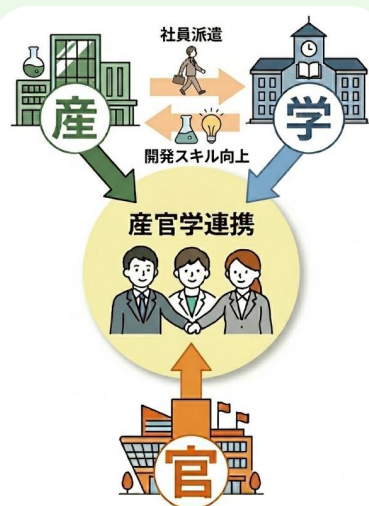 社員派遣
産
学
開発スキル向上
産官学連携
官